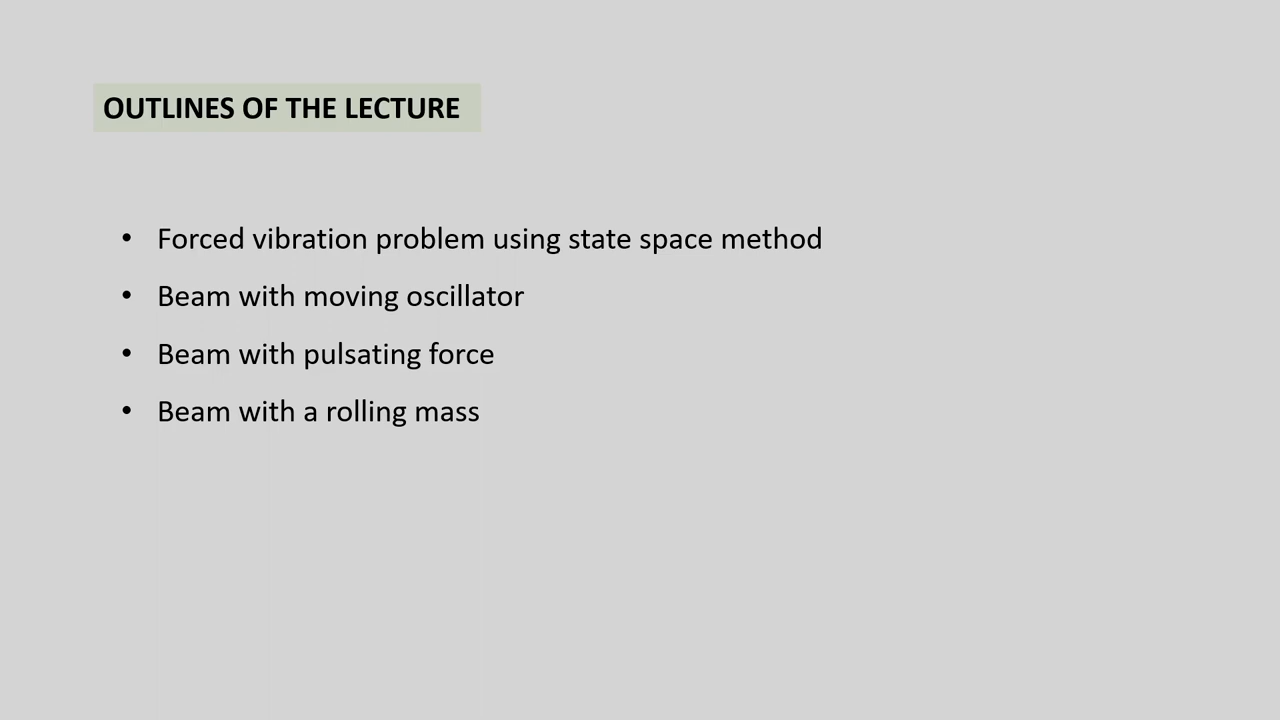 OUTLINES OF THE LECTURE
• Forced vibration problem using state space method
• Beam with moving oscillator
• Beam with pulsating force
• Beam with a rolling mass